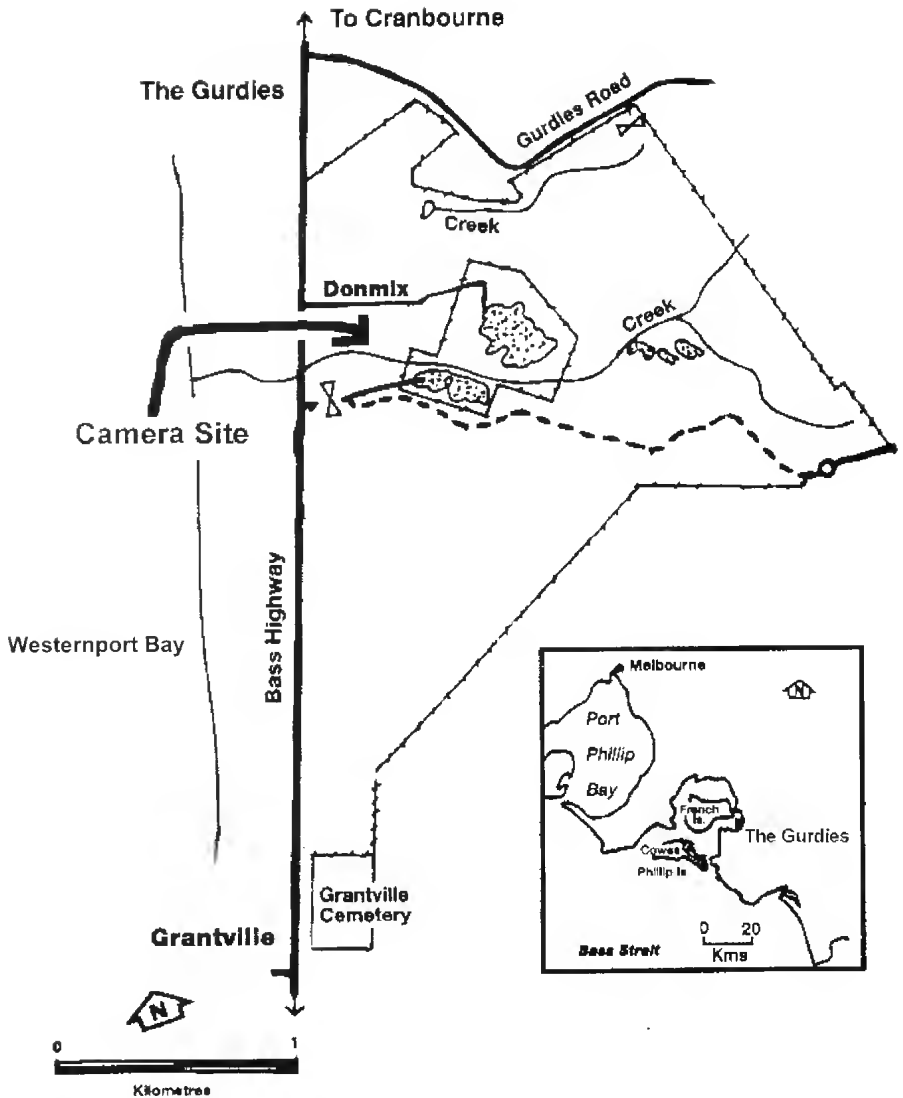 To Cranbourne
The Gurdies
Gurdies Road
Creek
Donmix
Creek
Camera Site
Bass Highway
Westernport Bay
Grantville
Cemetery
Grantville
N
0 1
Kilometres
Melbourne
N
Port
Phillip
Bay
French
Is.
The Gurdies
Cowes
Phillip Is
0 20
Kms
Bass Strait